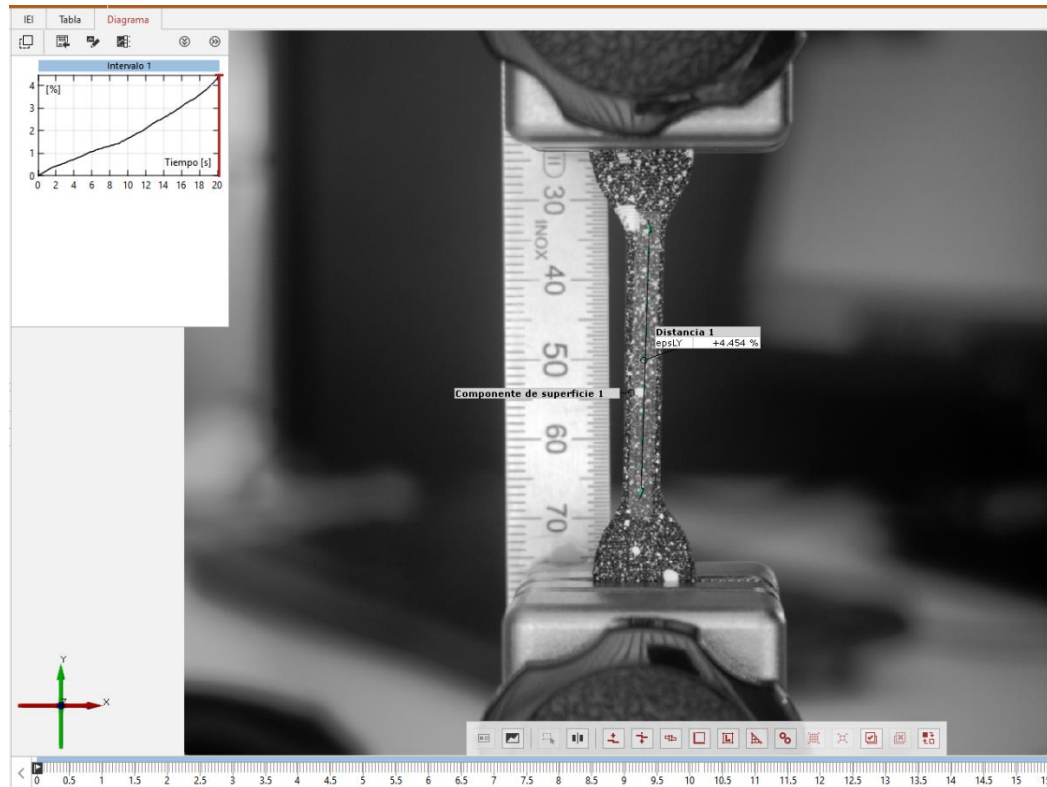 IEI Tabla Diagrama
Intervalo 1
[%]
4
3
2
1
0
Tiempo [s]
0 2 4 6 8 10 12 14 16 18 20
30
INOX
40
50
60
70
Distancia 1
epsLY +4.454 %
Componente de superficie 1
Y
X
0 0.5 1 1.5 2 2.5 3 3.5 4 4.5 5 5.5 6 6.5 7 7.5 8 8.5 9 9.5 10 10.5 11 11.5 12 12.5 13 13.5 14 14.5 15